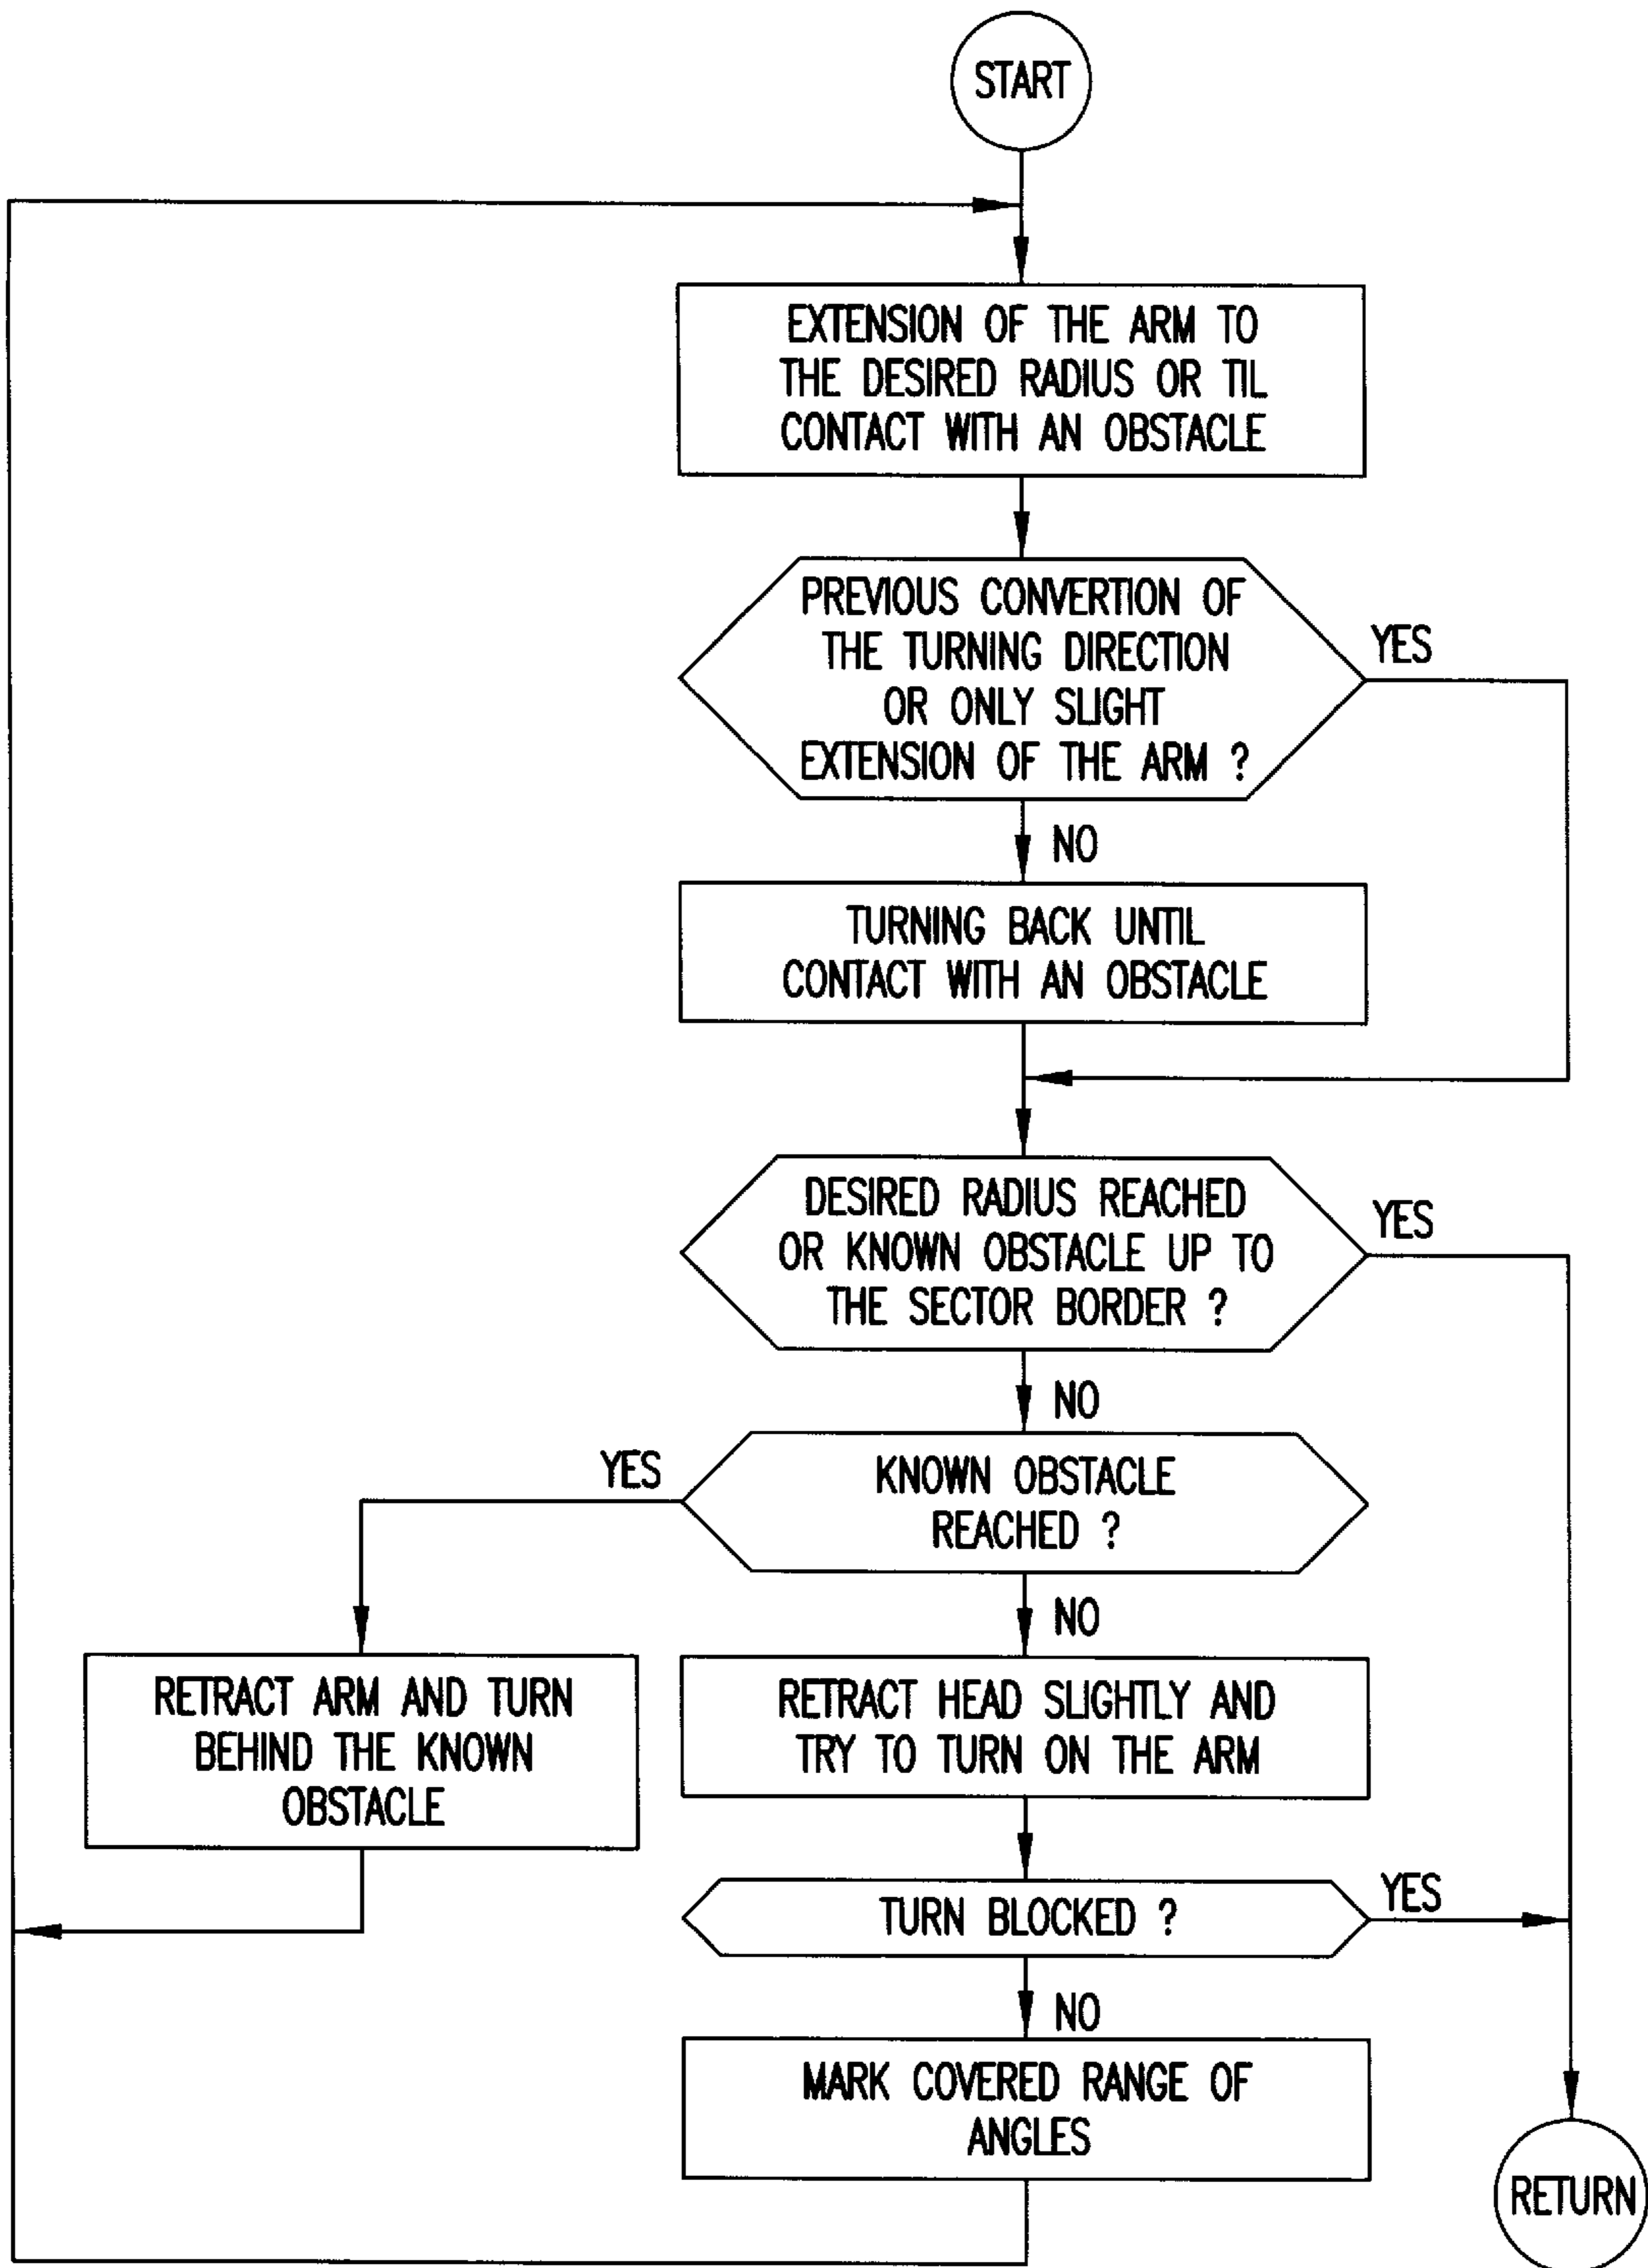 START
EXTENSION OF THE ARM TO
THE DESIRED RADIUS OR TIL
CONTACT WITH AN OBSTACLE
PREVIOUS CONVERTION OF
THE TURNING DIRECTION
OR ONLY SLIGHT
EXTENSION OF THE ARM ?
YES
NO
TURNING BACK UNTIL
CONTACT WITH AN OBSTACLE
DESIRED RADIUS REACHED
OR KNOWN OBSTACLE UP TO
THE SECTOR BORDER ?
YES
NO
YES
KNOWN OBSTACLE
REACHED ?
NO
RETRACT ARM AND TURN
BEHIND THE KNOWN
OBSTACLE
RETRACT HEAD SLIGHTLY AND
TRY TO TURN ON THE ARM
TURN BLOCKED ?
YES
NO
MARK COVERED RANGE OF
ANGLES
RETURN